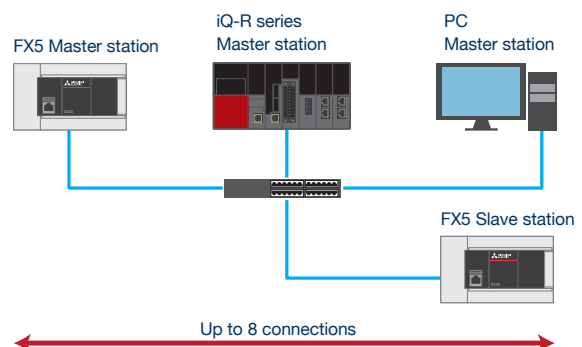 FX5 Master station
iQ-R series
Master station
PC
Master station
FX5 Slave station
Up to 8 connections